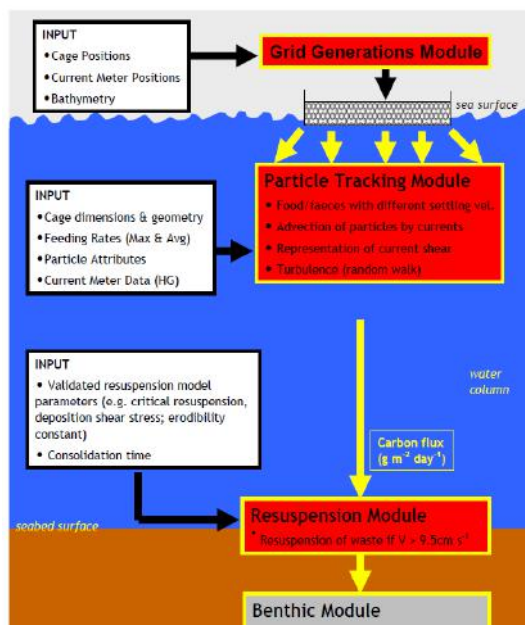 INPUT
• Cage Positions
• Current Meter Positions
• Bathymetry
Grid Generations Module
sea surface
Particle Tracking Module
• Food/faeces with different settling vel.
• Advection of particles by currents
• Representation of current shear
• Turbulence (random walk)
INPUT
• Cage dimensions & geometry
• Feeding Rates (Max & Avg)
• Particle Attributes
• Current Meter Data (HG)
INPUT
• Validated resuspension model
parameters (e.g. critical resuspension,
deposition shear stress; erodibility
constant)
• Consolidation time
water
column
Carbon flux
(g m⁻² day⁻¹)
seabed surface
Resuspension Module
• Resuspension of waste if V > 9.5cm s⁻¹
Benthic Module